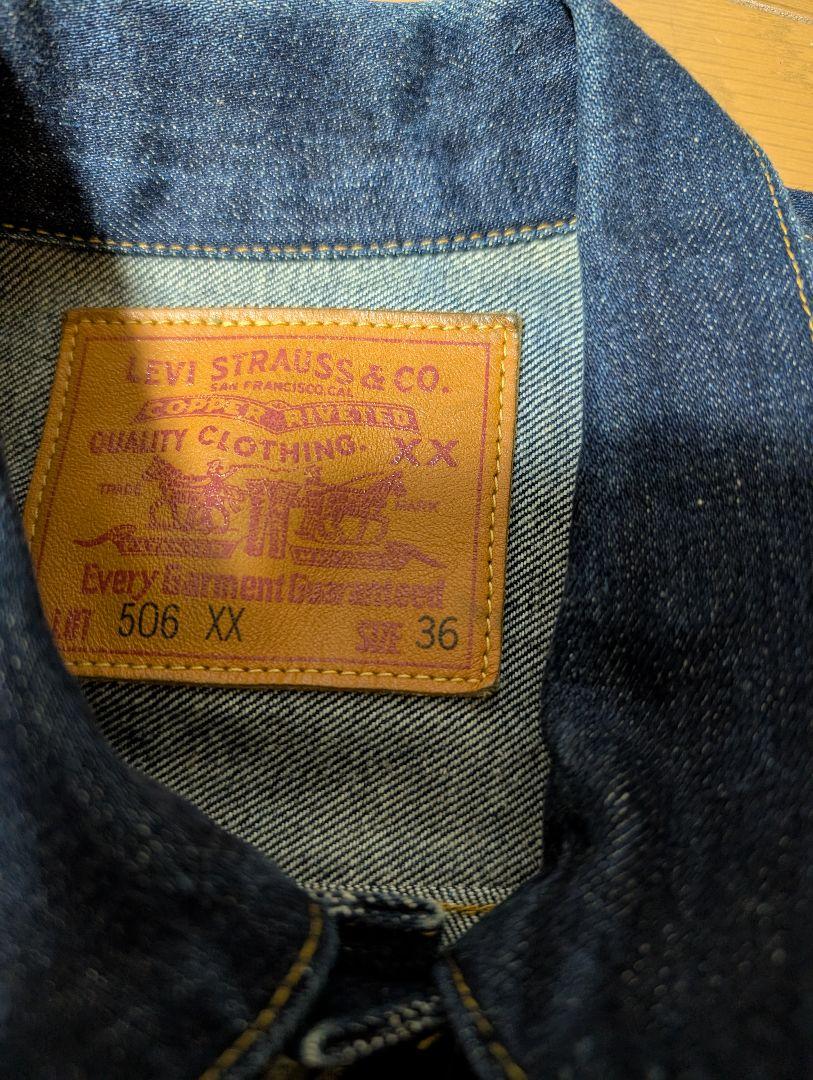 LEVI STRAUSS & CO.
SAN FRANCISCO, CAL.
COPPER RIVETED
QUALITY CLOTHING. XX
TRADE MARK
Every Garment Guaranteed
LOT 506 XX SIZE 36